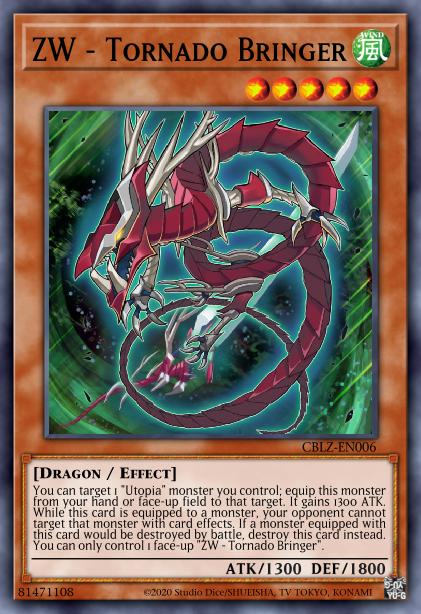 ZW - Tornado Bringer
WIND
風
CBLZ-EN006
[Dragon / Effect]
You can target 1 "Utopia" monster you control; equip this monster
from your hand or face-up field to that target. It gains 1300 ATK.
While this card is equipped to a monster, your opponent cannot
target that monster with card effects. If a monster equipped with
this card would be destroyed by battle, destroy this card instead.
You can only control 1 face-up "ZW - Tornado Bringer".
ATK/1300 DEF/1800
81471108
©2020 Studio Dice/SHUEISHA, TV TOKYO, KONAMI